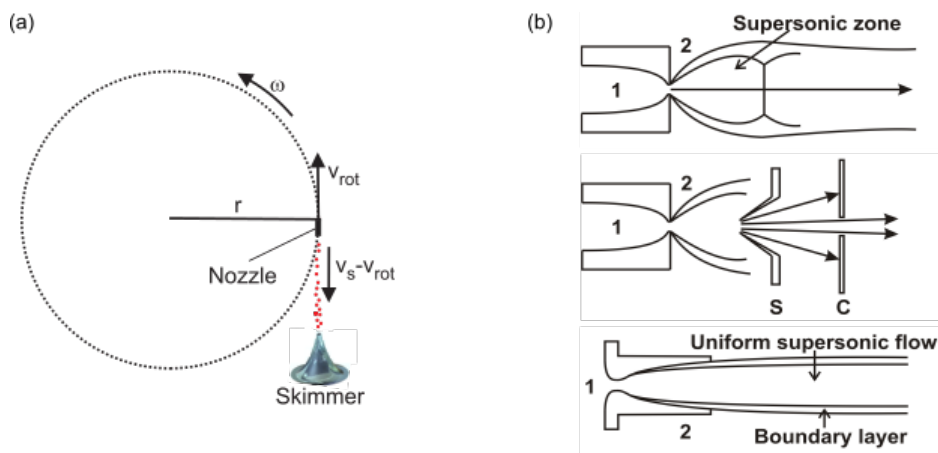 (a)
ω
v_rot
r
Nozzle
v_s-v_rot
Skimmer
(b)
Supersonic zone
2
1
2
1
S
C
Uniform supersonic flow
1
2
Boundary layer